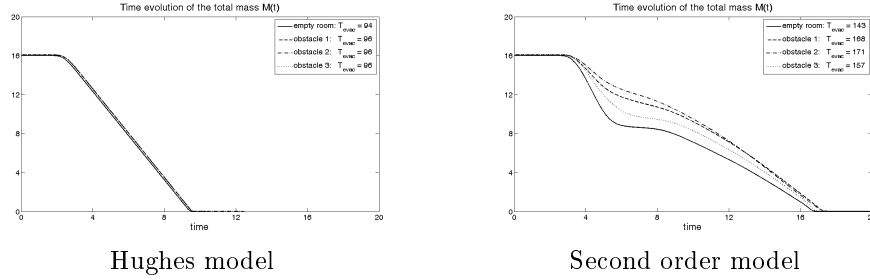 Time evolution of the total mass M(t)
20
16
12
8
4
0
0 4 8 12 16 20
time
empty room: T_evac = 94
obstacle 1: T_evac = 96
obstacle 2: T_evac = 96
obstacle 3: T_evac = 96
Hughes model
Time evolution of the total mass M(t)
20
16
12
8
4
0
0 4 8 12 16 20
time
empty room: T_evac = 143
obstacle 1: T_evac = 168
obstacle 2: T_evac = 171
obstacle 3: T_evac = 157
Second order model